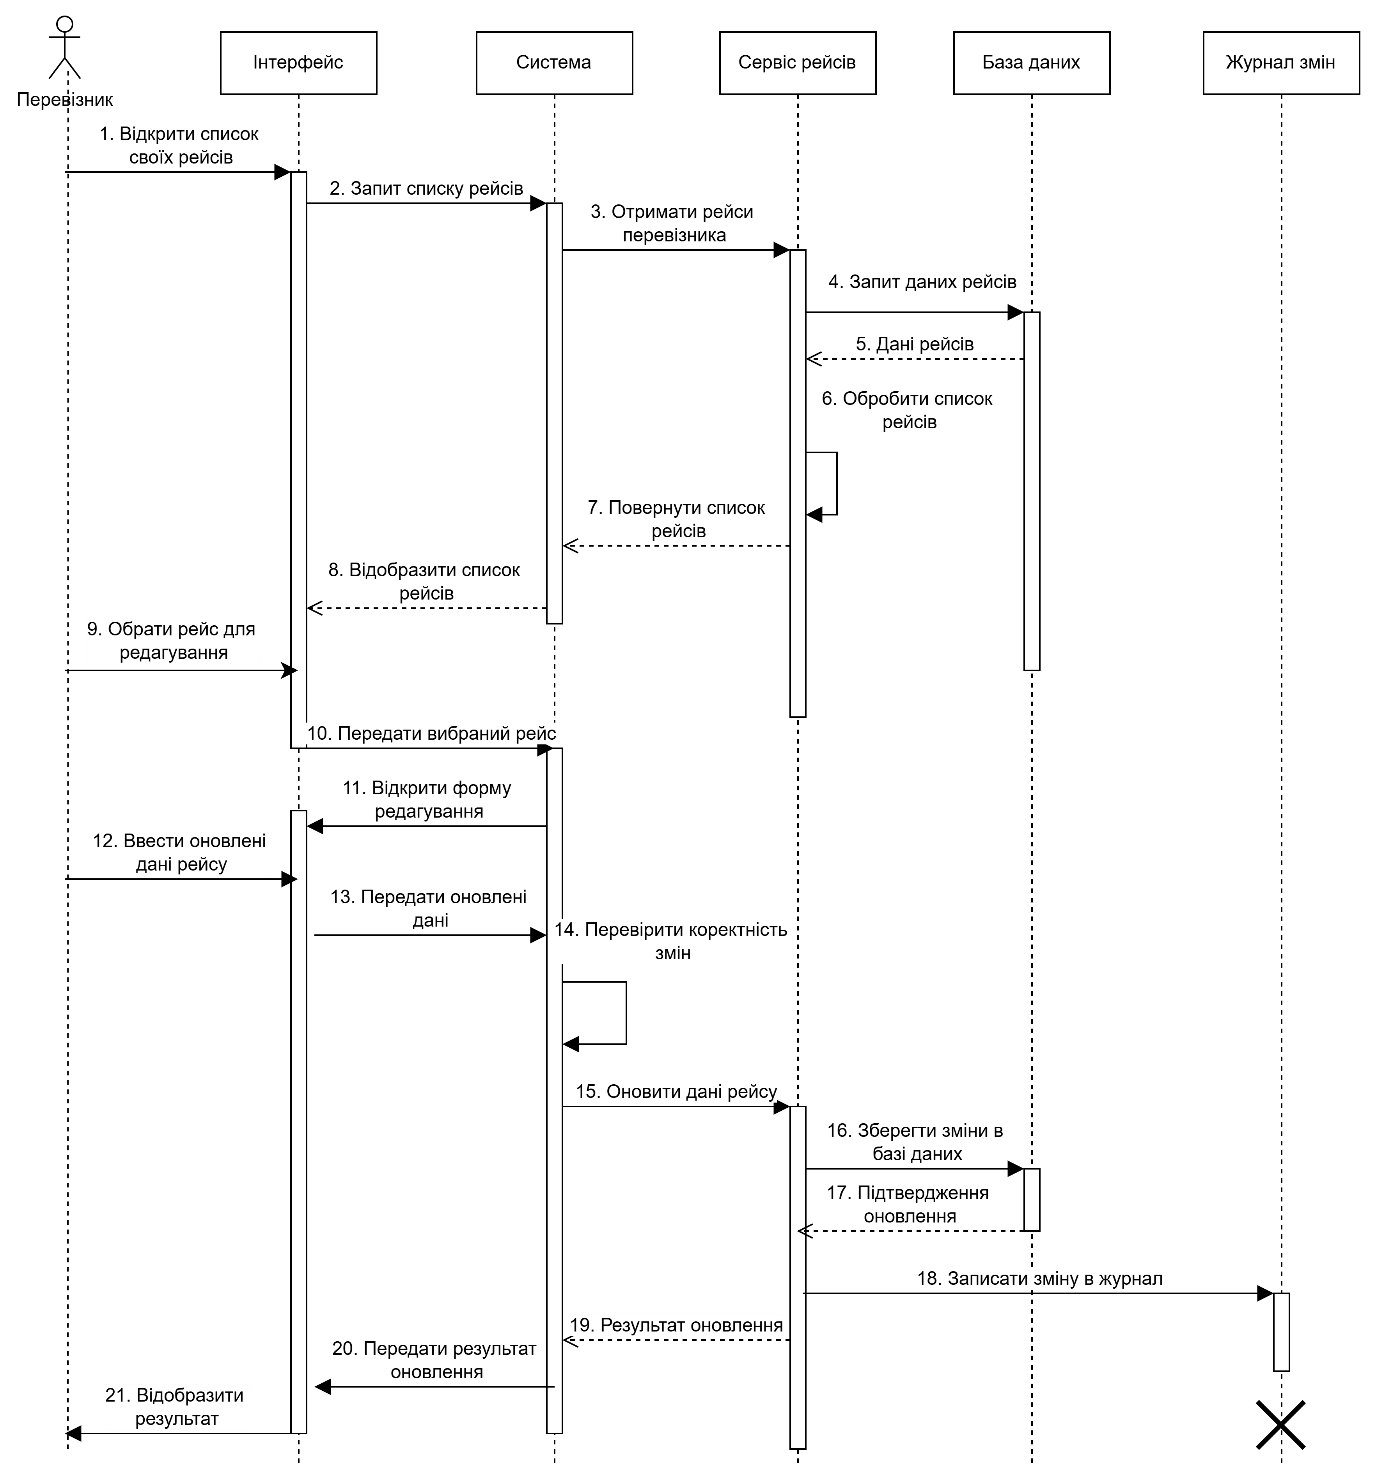 Інтерфейс
Система
Сервіс рейсів
База даних
Журнал змін
Перевізник
1. Відкрити список
своїх рейсів
2. Запит списку рейсів
3. Отримати рейси
перевізника
4. Запит даних рейсів
5. Дані рейсів
6. Обробити список
рейсів
7. Повернути список
рейсів
8. Відобразити список
рейсів
9. Обрати рейс для
редагування
10. Передати вибраний рейс
11. Відкрити форму
редагування
12. Ввести оновлені
дані рейсу
13. Передати оновлені
дані
14. Перевірити коректність
змін
15. Оновити дані рейсу
16. Зберегти зміни в
базі даних
17. Підтвердження
оновлення
18. Записати зміну в журнал
19. Результат оновлення
20. Передати результат
оновлення
21. Відобразити
результат